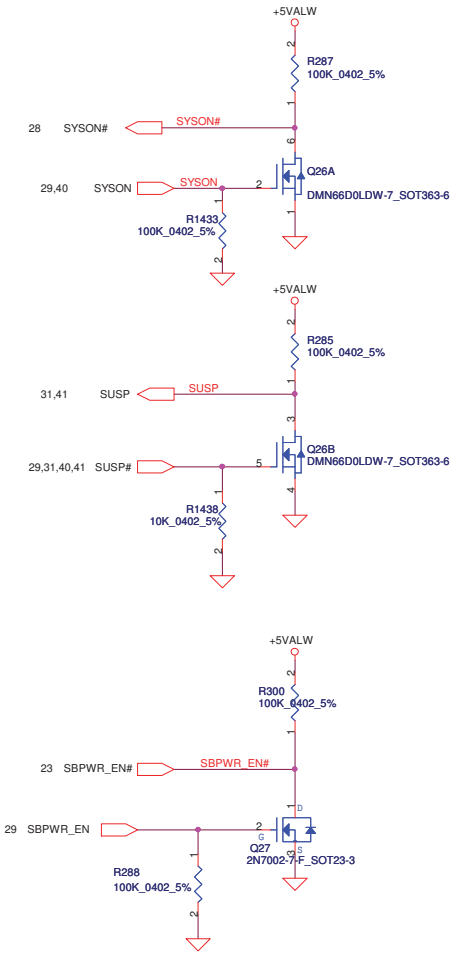 +5VALW
2
R287
100K_0402_5%
1
28 SYSON# SYSON#
6
Q26A
29,40 SYSON SYSON 2
DMN66D0LDW-7_SOT363-6
1 1
R1433
100K_0402_5%
2
+5VALW
2
R285
100K_0402_5%
1
31,41 SUSP SUSP
3
Q26B
29,31,40,41 SUSP# 5 DMN66D0LDW-7_SOT363-6
1 4
R1438
10K_0402_5%
2
+5VALW
2
R300
100K_0402_5%
1
23 SBPWR_EN# SBPWR_EN#
1 D
29 SBPWR_EN 2
G
Q27 3 S
2N7002-7-F_SOT23-3
1
R288
100K_0402_5%
2